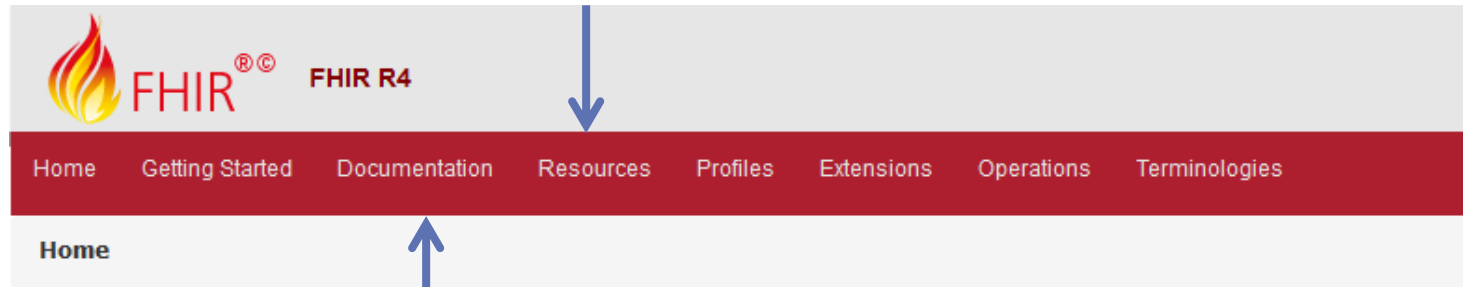 FHIR®© FHIR R4
Home Getting Started Documentation Resources Profiles Extensions Operations Terminologies
Home